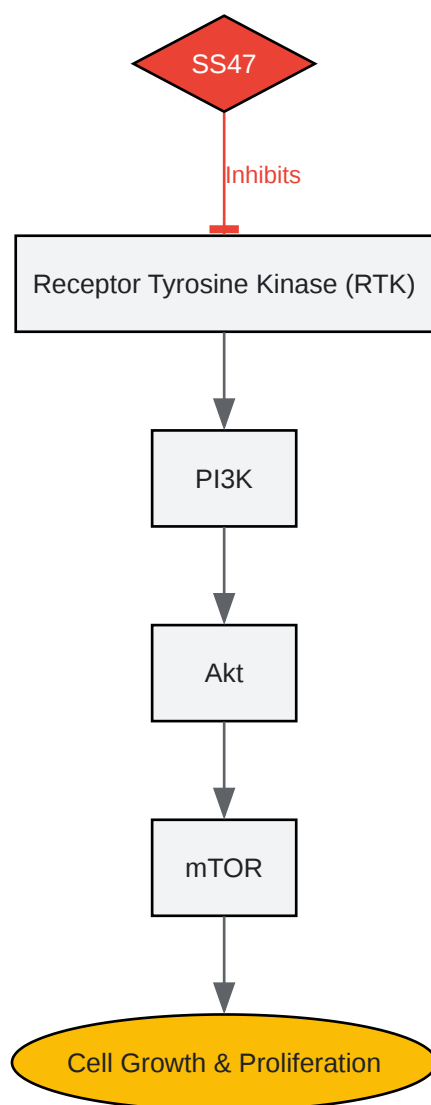 SS47
Inhibits
Receptor Tyrosine Kinase (RTK)
PI3K
Akt
mTOR
Cell Growth & Proliferation